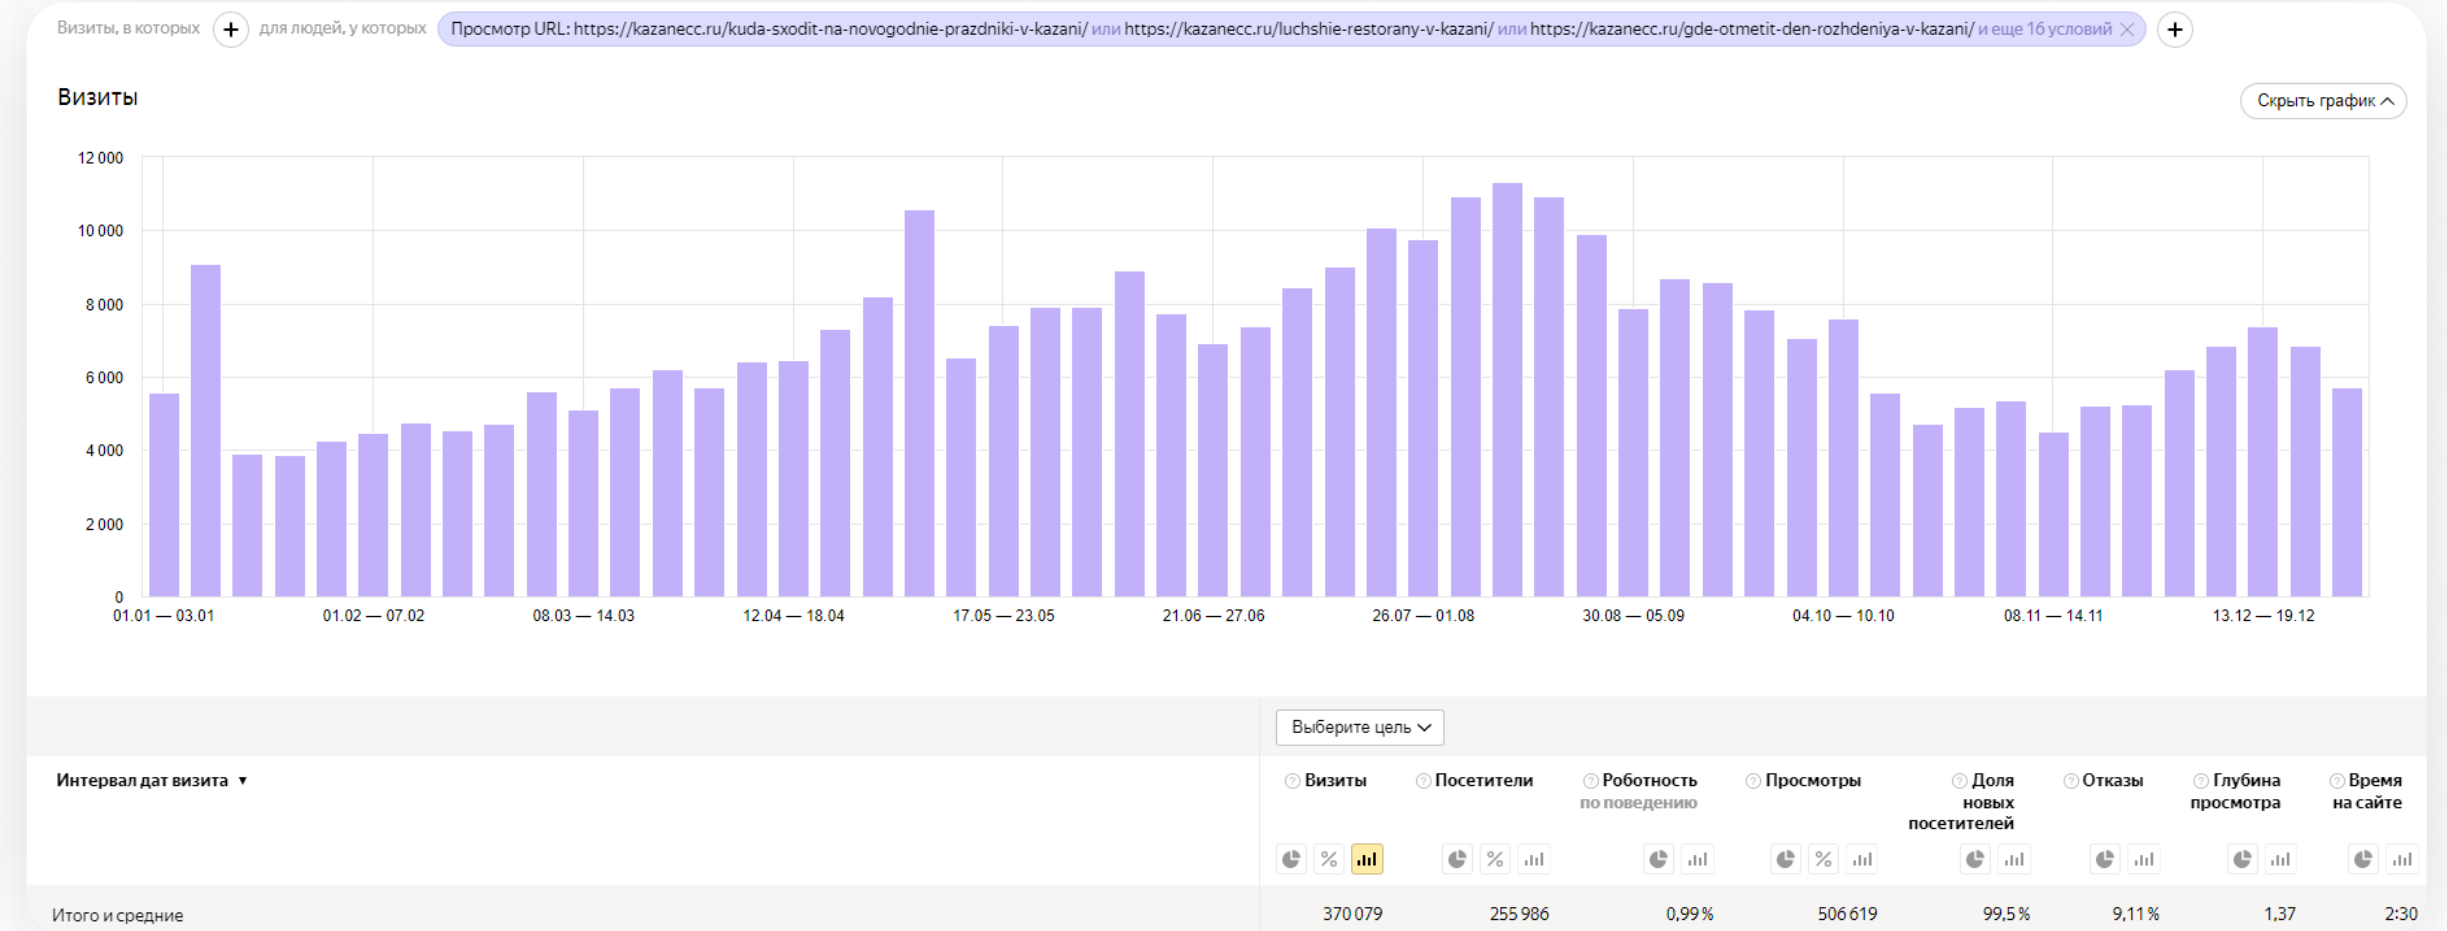 Визиты, в которых + для людей, у которых Просмотр URL: https://kazanecc.ru/kuda-sxodit-na-novogodnie-prazdniki-v-kazani/ или https://kazanecc.ru/luchshie-restorany-v-kazani/ или https://kazanecc.ru/gde-otmetit-den-rozhdeniya-v-kazani/ и еще 16 условий × +
Визиты
Скрыть график
12 000
10 000
8 000
6 000
4 000
2 000
0
01.01 — 03.01 01.02 — 07.02 08.03 — 14.03 12.04 — 18.04 17.05 — 23.05 21.06 — 27.06 26.07 — 01.08 30.08 — 05.09 04.10 — 10.10 08.11 — 14.11 13.12 — 19.12
Выберите цель
Интервал дат визита ▼ ? Визиты ? Посетители ? Роботность ? Просмотры ? Доля ? Отказы ? Глубина ? Время
по поведению новых просмотра на сайте
посетителей
% % %
Итого и средние 370 079 255 986 0,99 % 506 619 99,5 % 9,11 % 1,37 2:30